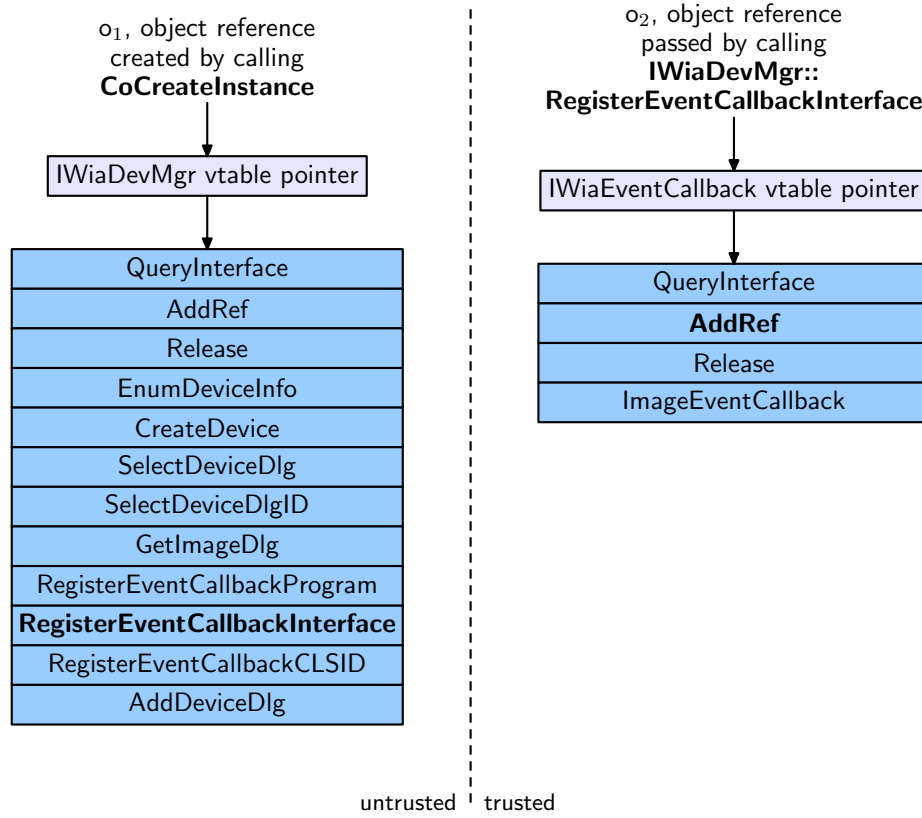 o₁, object reference
created by calling
CoCreateInstance
IWiaDevMgr vtable pointer
QueryInterface
AddRef
Release
EnumDeviceInfo
CreateDevice
SelectDeviceDlg
SelectDeviceDlgID
GetImageDlg
RegisterEventCallbackProgram
RegisterEventCallbackInterface
RegisterEventCallbackCLSID
AddDeviceDlg
o₂, object reference
passed by calling
IWiaDevMgr::
RegisterEventCallbackInterface
IWiaEventCallback vtable pointer
QueryInterface
AddRef
Release
ImageEventCallback
untrusted
trusted